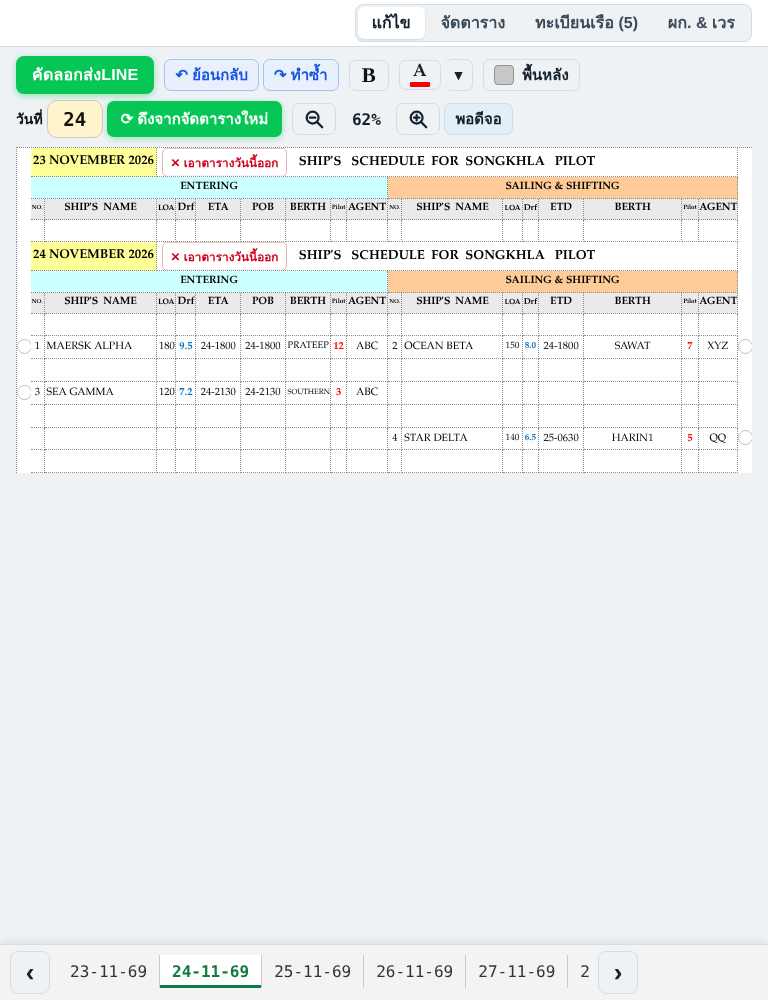 แก้ไข จัดตาราง ทะเบียนเรือ (5) ผก. & เวร
คัดลอกส่งLINE ↶ ย้อนกลับ ↷ ทำซ้ำ B A ▼ พื้นหลัง
วันที่ 24 ⟳ ดึงจากจัดตารางใหม่ 62% พอดีจอ
23 NOVEMBER 2026 ✕ เอาตารางวันนี้ออก SHIP'S SCHEDULE FOR SONGKHLA PILOT
ENTERING SAILING & SHIFTING
NO. SHIP'S NAME LOA Drf ETA POB BERTH Pilot AGENT NO. SHIP'S NAME LOA Drf ETD BERTH Pilot AGENT
24 NOVEMBER 2026 ✕ เอาตารางวันนี้ออก SHIP'S SCHEDULE FOR SONGKHLA PILOT
ENTERING SAILING & SHIFTING
NO. SHIP'S NAME LOA Drf ETA POB BERTH Pilot AGENT NO. SHIP'S NAME LOA Drf ETD BERTH Pilot AGENT
1 MAERSK ALPHA 180 9.5 24-1800 24-1800 PRATEEP 12 ABC 2 OCEAN BETA 150 8.0 24-1800 SAWAT 7 XYZ
3 SEA GAMMA 120 7.2 24-2130 24-2130 SOUTHERN 3 ABC
4 STAR DELTA 140 6.5 25-0630 HARIN1 5 QQ
‹ 23-11-69 24-11-69 25-11-69 26-11-69 27-11-69 2 ›